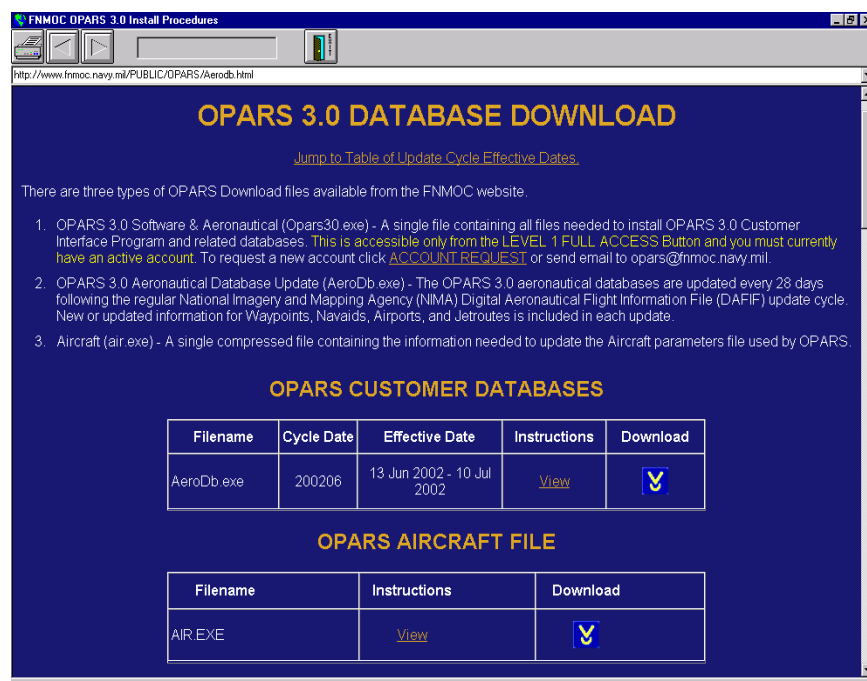 FNMOC OPARS 3.0 Install Procedures
EXIT
http://www.fnmoc.navy.mil/PUBLIC/OPARS/Aerodb.html
OPARS 3.0 DATABASE DOWNLOAD
Jump to Table of Update Cycle Effective Dates.
There are three types of OPARS Download files available from the FNMOC website.
1. OPARS 3.0 Software & Aeronautical (Opars30.exe) - A single file containing all files needed to install OPARS 3.0 Customer
Interface Program and related databases. This is accessible only from the LEVEL 1 FULL ACCESS Button and you must currently
have an active account. To request a new account click ACCOUNT REQUEST or send email to opars@fnmoc.navy.mil.
2. OPARS 3.0 Aeronautical Database Update (AeroDb.exe) - The OPARS 3.0 aeronautical databases are updated every 28 days
following the regular National Imagery and Mapping Agency (NIMA) Digital Aeronautical Flight Information File (DAFIF) update cycle.
New or updated information for Waypoints, Navaids, Airports, and Jetroutes is included in each update.
3. Aircraft (air.exe) - A single compressed file containing the information needed to update the Aircraft parameters file used by OPARS.
OPARS CUSTOMER DATABASES
Filename Cycle Date Effective Date Instructions Download
AeroDb.exe 200206 13 Jun 2002 - 10 Jul View
2002
OPARS AIRCRAFT FILE
Filename Instructions Download
AIR.EXE View